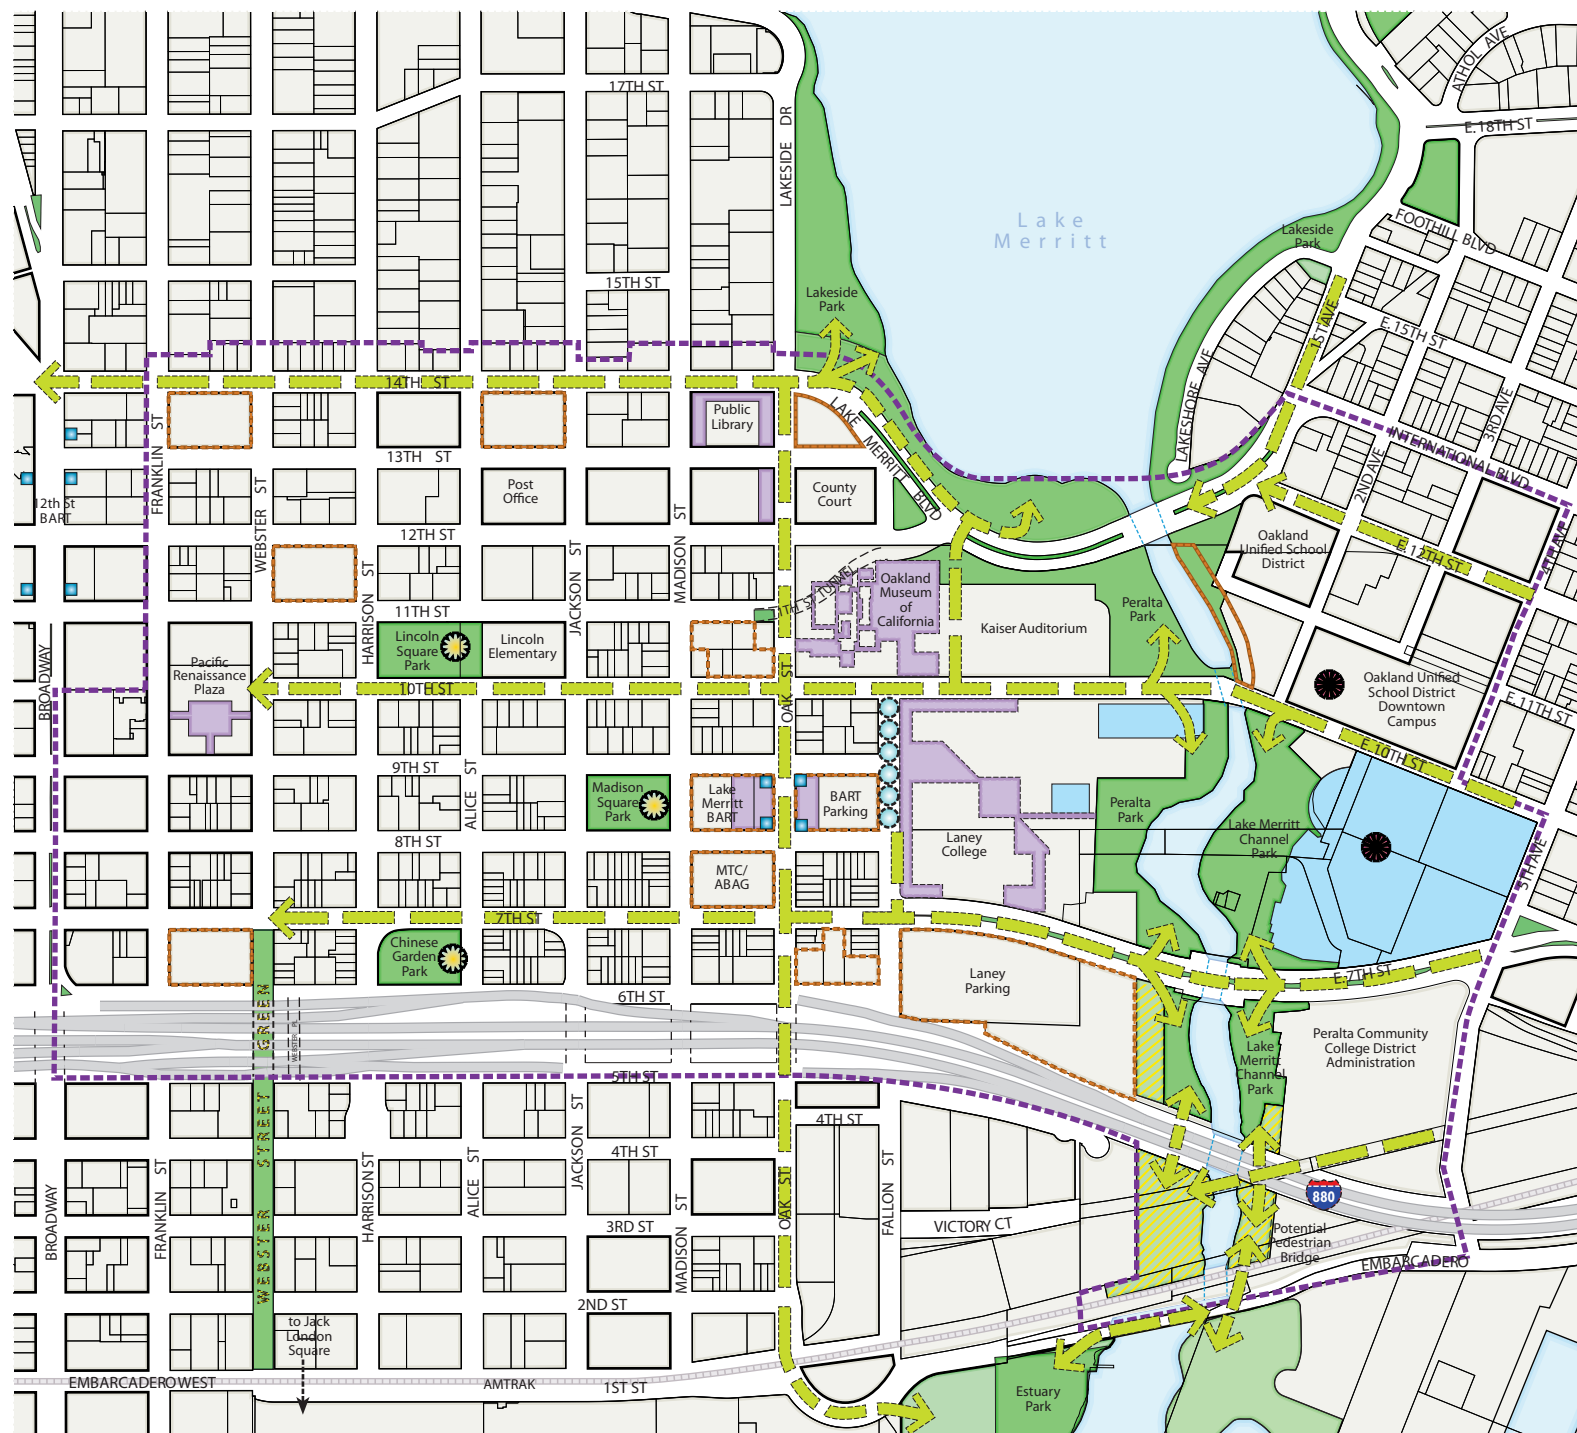 17TH ST
LAKESIDE DR
ATHOL AVE
E. 18TH ST
Lake
Merritt
FOOTHILL BLVD
Lakeside
Park
15TH ST
Lakeside
Park
1ST AVE
E. 15TH ST
LAKESHORE AVE
3RD AVE
14TH ST
Public
Library
LAKE MERRITT BLVD
INTERNATIONAL BLVD
2ND AVE
FRANKLIN ST
13TH ST
12th St
BART
WEBSTER ST
Post
Office
MADISON ST
County
Court
12TH ST
HARRISON ST
JACKSON ST
Oakland
Unified School
District
E. 12TH ST
4TH AVE
11TH ST TUNNEL
Oakland
Museum
of
California
Peralta
Park
Kaiser Auditorium
11TH ST
Lincoln
Square
Park
Lincoln
Elementary
BROADWAY
Pacific
Renaissance
Plaza
10TH ST
OAK ST
Oakland Unified
School District
Downtown
Campus
E. 11TH ST
E. 10TH ST
9TH ST
ALICE ST
Madison
Square
Park
Lake
Merritt
BART
BART
Parking
Peralta
Park
Laney
College
Lake Merritt
Channel
Park
8TH ST
MTC/
ABAG
5TH AVE
7TH ST
Chinese
Garden
Park
Laney
Parking
E. 7TH ST
6TH ST
WEBSTER STREET GREEN
WEBSTER PL
Lake
Merritt
Channel
Park
Peralta Community
College District
Administration
5TH ST
4TH ST
JACKSON ST
4TH ST
FRANKLIN ST
HARRISON ST
ALICE ST
MADISON ST
OAK ST
FALLON ST
BROADWAY
880
3RD ST
VICTORY CT
Potential
Pedestrian
Bridge
EMBARCADERO
2ND ST
to Jack
London
Square
EMBARCADERO WEST
AMTRAK
1ST ST
Estuary
Park